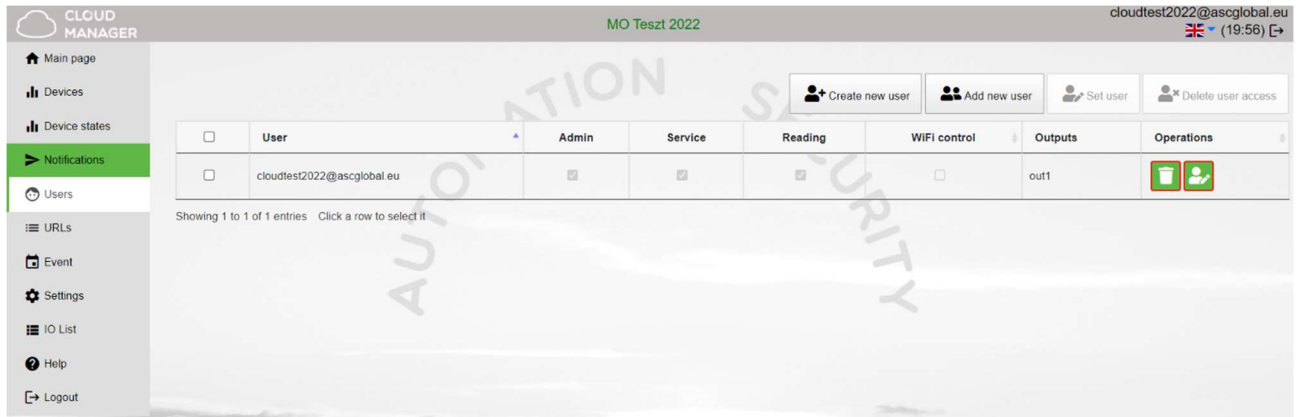 CLOUD
MANAGER
MO Teszt 2022
cloudtest2022@ascglobal.eu
(19:56)
Main page
Devices
Device states
Notifications
Users
URLs
Event
Settings
IO List
Help
Logout
Create new user Add new user Set user Delete user access
User Admin Service Reading WiFi control Outputs Operations
cloudtest2022@ascglobal.eu out1
Showing 1 to 1 of 1 entries Click a row to select it
AUTOMATION SECURITY